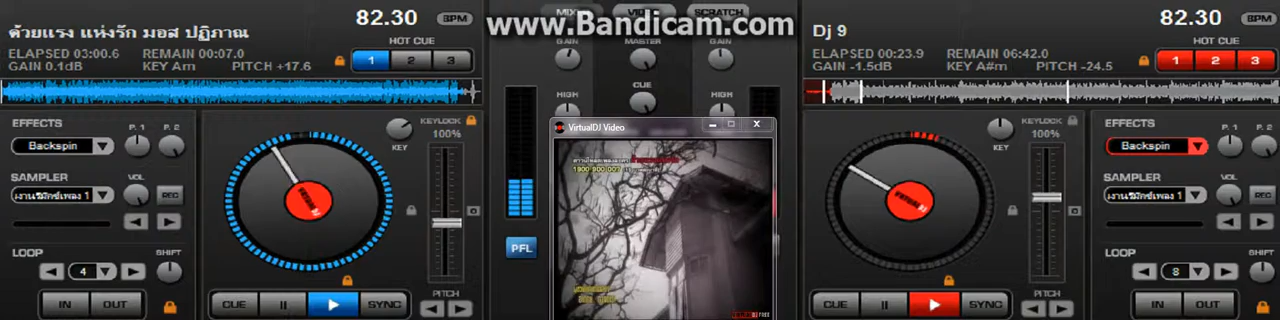 82.30 BPM
ด้วยแรง แห่งรัก มอส ปฏิภาณ
ELAPSED 03:00.6 REMAIN 00:07.0
GAIN 0.1dB KEY Am PITCH +17.6
HOT CUE
1 2 3
EFFECTS P. 1 P. 2
Backspin
SAMPLER VOL
REC
LOOP SHIFT
4
IN OUT
KEYLOCK
100%
KEY
PITCH
CUE SYNC
www.Bandicam.com
SCRATCH
GAIN MASTER GAIN
CUE
HIGH HIGH
VirtualDJ Video
1900 900 007
PFL
82.30 BPM
Dj 9
ELAPSED 00:23.9 REMAIN 06:42.0
GAIN -1.5dB KEY A#m PITCH -24.5
HOT CUE
1 2 3
KEYLOCK
100%
KEY
PITCH
CUE SYNC
EFFECTS P. 1 P. 2
Backspin
SAMPLER VOL
REC
LOOP SHIFT
8
IN OUT